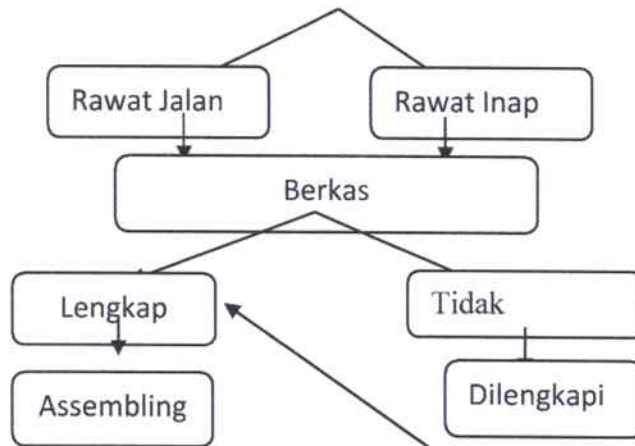 Rawat Jalan
Rawat Inap
Berkas
Lengkap
Tidak
Assembling
Dilengkapi